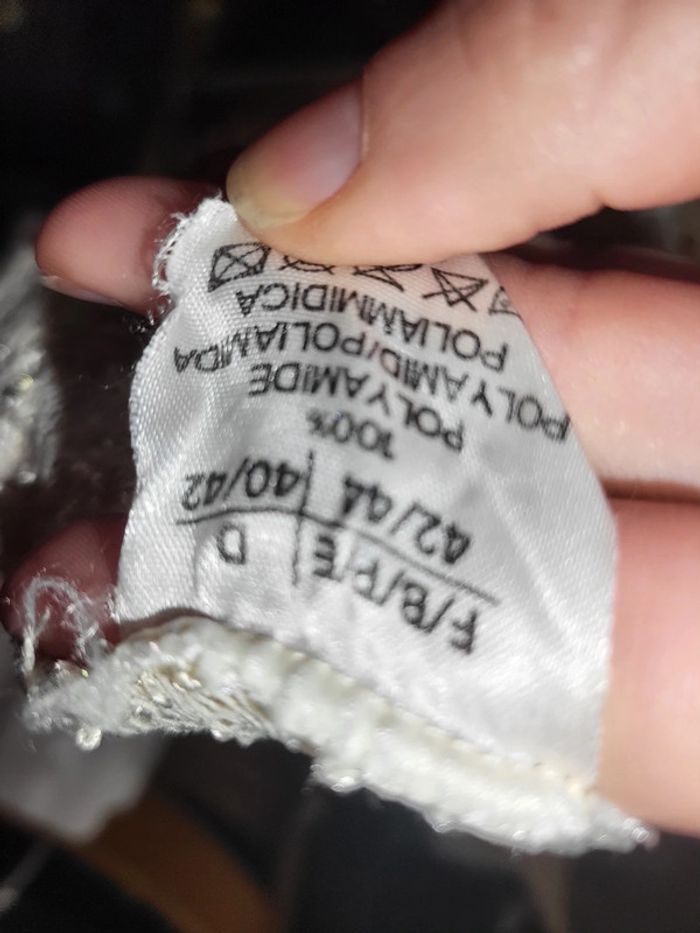 F/B/P/E D
42/44 40/42
100%
POLYAMIDE
POLYAMID/POLIAMIDA
POLIAMMIDICA